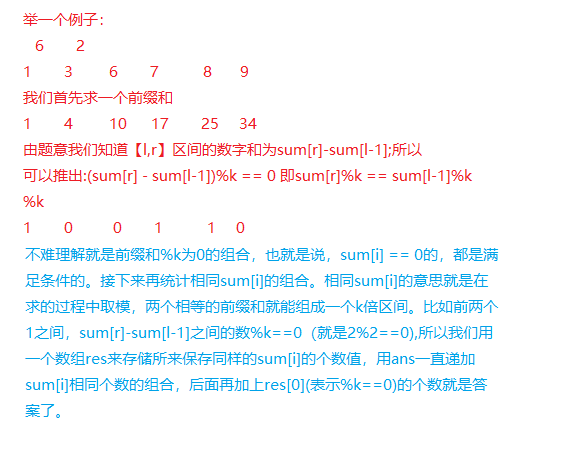 举一个例子：
6 2
1 3 6 7 8 9
我们首先求一个前缀和
1 4 10 17 25 34
由题意我们知道【l,r】区间的数字和为sum[r]-sum[l-1];所以
可以推出:(sum[r] - sum[l-1])%k == 0 即sum[r]%k == sum[l-1]%k
%k
1 0 0 1 1 0
不难理解就是前缀和%k为0的组合，也就是说，sum[i] == 0的，都是满
足条件的。接下来再统计相同sum[i]的组合。相同sum[i]的意思就是在
求的过程中取模，两个相等的前缀和就能组成一个k倍区间。比如前两个
1之间，sum[r]-sum[l-1]之间的数%k==0（就是2%2==0),所以我们用
一个数组res来存储所来保存同样的sum[i]的个数值，用ans一直递加
sum[i]相同个数的组合，后面再加上res[0](表示%k==0)的个数就是答
案了。